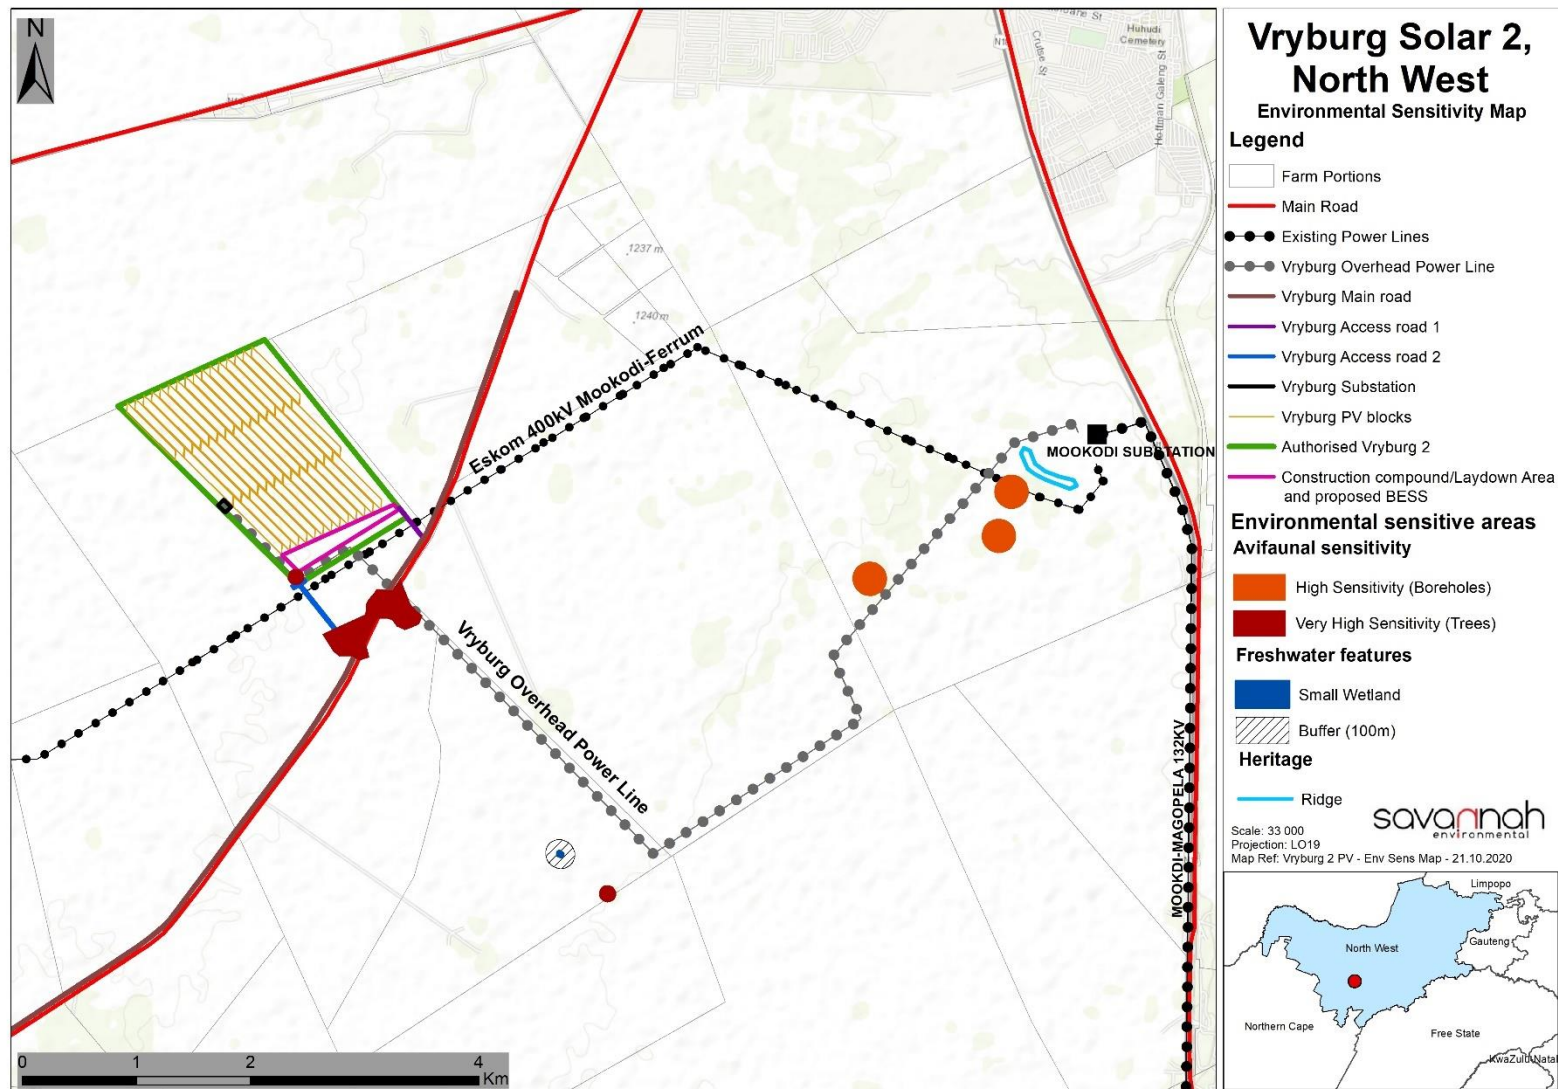 N
N18
Hoffman Galeng St
Cruise St
Huhudi
Cemetery
1237 m
1240 m
Eskom 400kV Mookodi-Ferrum
MOOKODI SUBSTATION
Vryburg Overhead Power Line
MOOKDI-MAGOPELA 132KV
0 1 2 4
Km
Vryburg Solar 2,
North West
Environmental Sensitivity Map
Legend
Farm Portions
Main Road
Existing Power Lines
Vryburg Overhead Power Line
Vryburg Main road
Vryburg Access road 1
Vryburg Access road 2
Vryburg Substation
Vryburg PV blocks
Authorised Vryburg 2
Construction compound/Laydown Area
and proposed BESS
Environmental sensitive areas
Avifaunal sensitivity
High Sensitivity (Boreholes)
Very High Sensitivity (Trees)
Freshwater features
Small Wetland
Buffer (100m)
Heritage
Ridge
savannah
environmental
Scale: 33 000
Projection: LO19
Map Ref: Vryburg 2 PV - Env Sens Map - 21.10.2020
Limpopo
North West
Gauteng
Northern Cape
Free State
KwaZulu-Natal